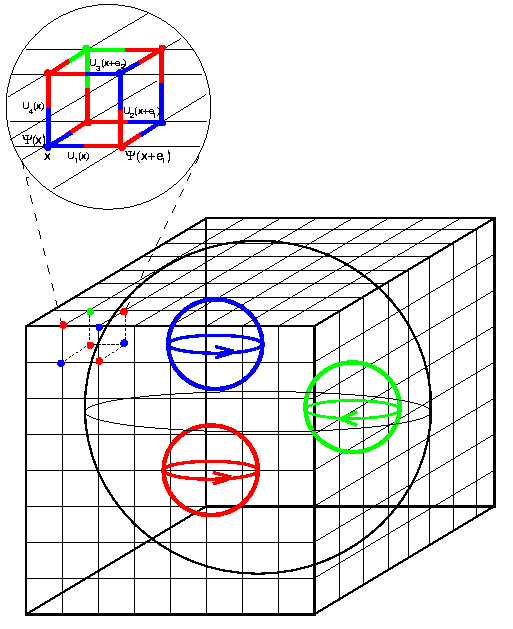 U₃(x+e₂)
U₄(x)
U₂(x+e₁)
Ψ(x)
x
U₁(x)
Ψ(x+e₁)